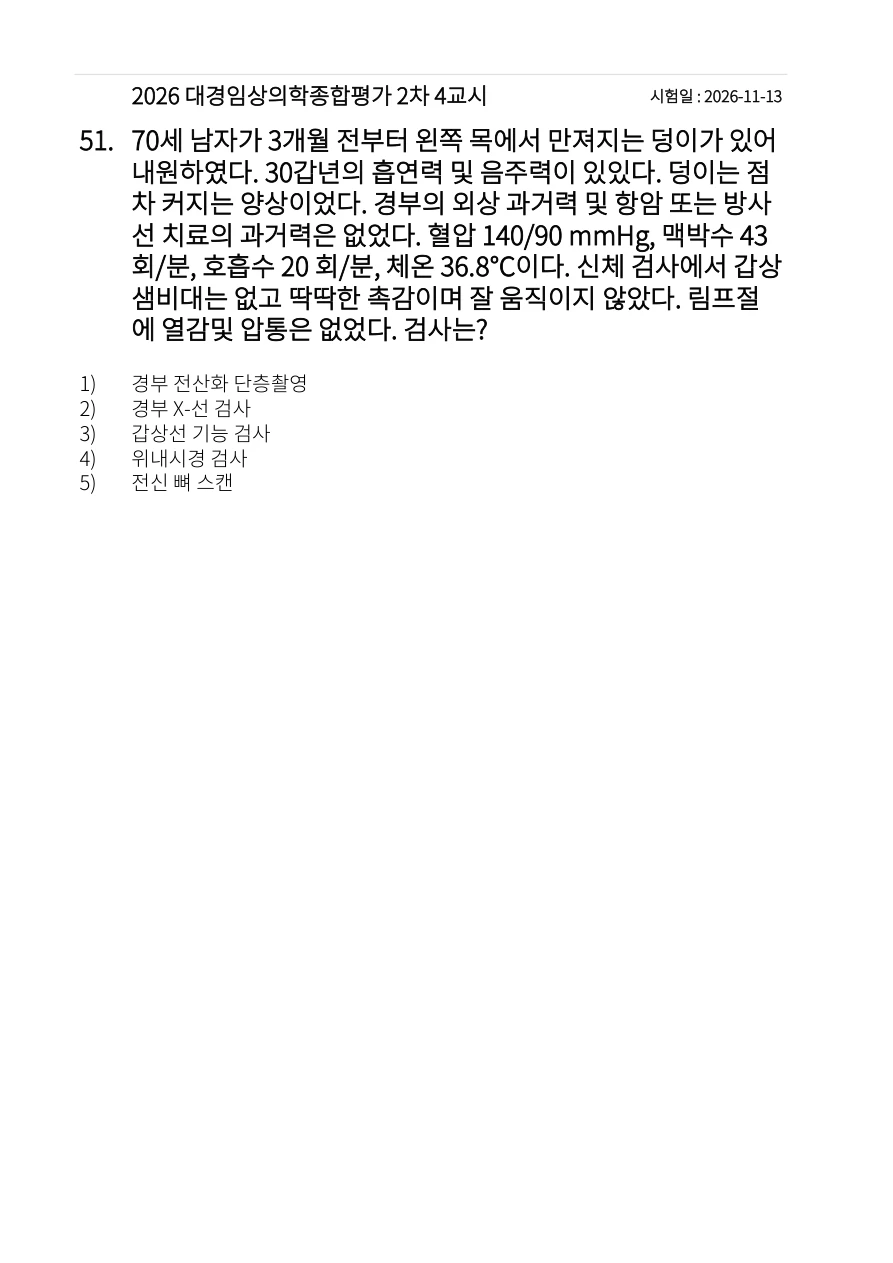 2026 대경임상의학종합평가 2차 4교시
시험일 : 2026-11-13
51. 70세 남자가 3개월 전부터 왼쪽 목에서 만져지는 덩이가 있어
내원하였다. 30갑년의 흡연력 및 음주력이 있있다. 덩이는 점
차 커지는 양상이었다. 경부의 외상 과거력 및 항암 또는 방사
선 치료의 과거력은 없었다. 혈압 140/90 mmHg, 맥박수 43
회/분, 호흡수 20 회/분, 체온 36.8℃이다. 신체 검사에서 갑상
샘비대는 없고 딱딱한 촉감이며 잘 움직이지 않았다. 림프절
에 열감및 압통은 없었다. 검사는?
1) 경부 전산화 단층촬영
2) 경부 X-선 검사
3) 갑상선 기능 검사
4) 위내시경 검사
5) 전신 뼈 스캔